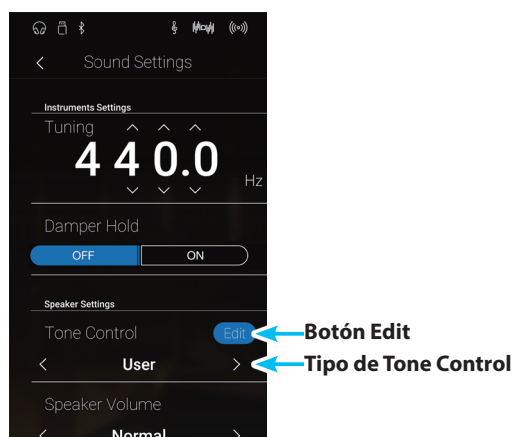 Sound Settings
Instruments Settings
Tuning
440.0
Hz
Damper Hold
OFF ON
Speaker Settings
Tone Control Edit
Botón Edit
< User >
Tipo de Tone Control
Speaker Volume
< Normal >